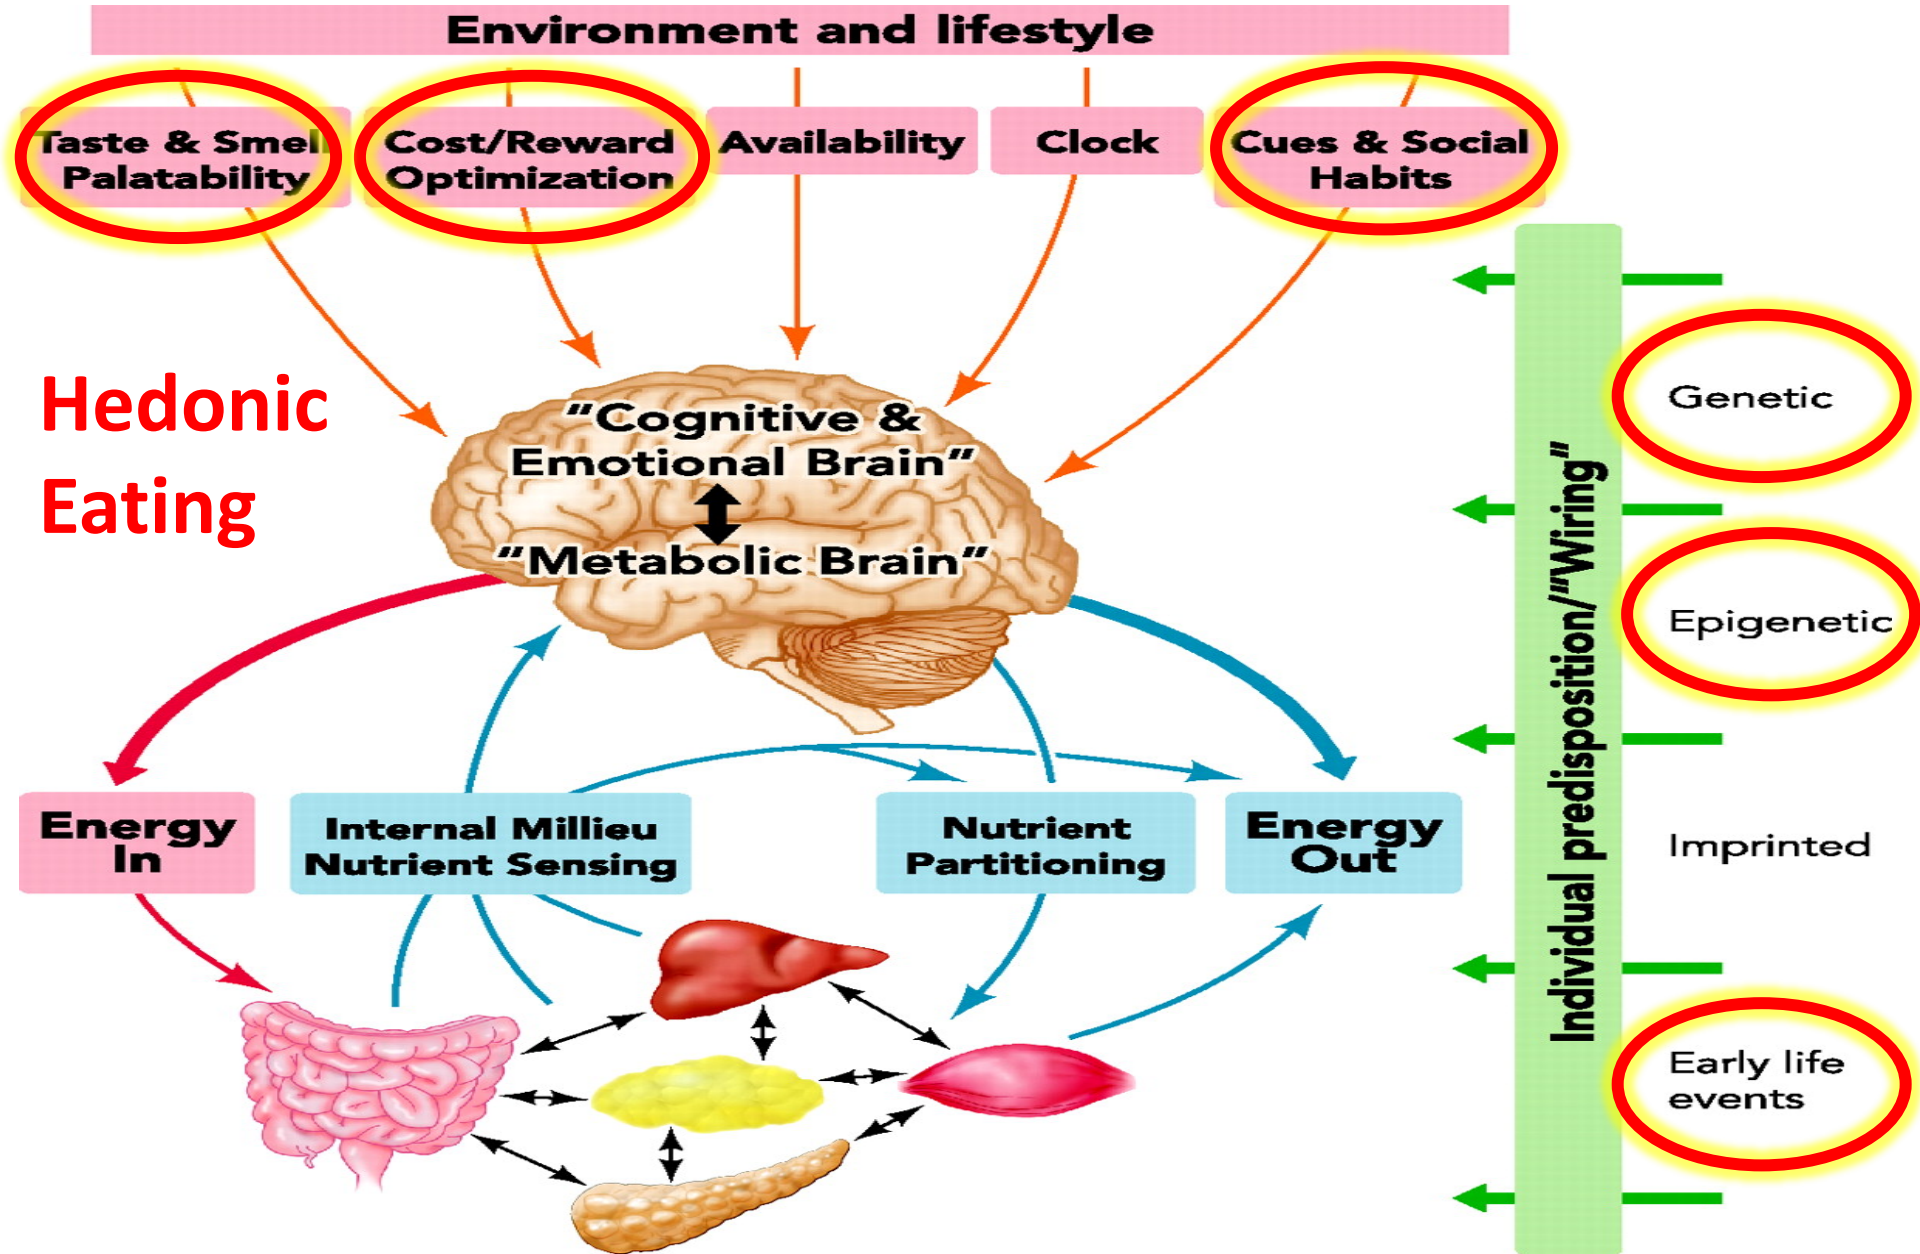 Environment and lifestyle
Taste & Smell
Palatability
Cost/Reward
Optimization
Availability
Clock
Cues & Social
Habits
Hedonic
Eating
“Cognitive &
Emotional Brain”
“Metabolic Brain”
Energy
In
Internal Millieu
Nutrient Sensing
Nutrient
Partitioning
Energy
Out
Individual predisposition/"Wiring"
Genetic
Epigenetic
Imprinted
Early life
events